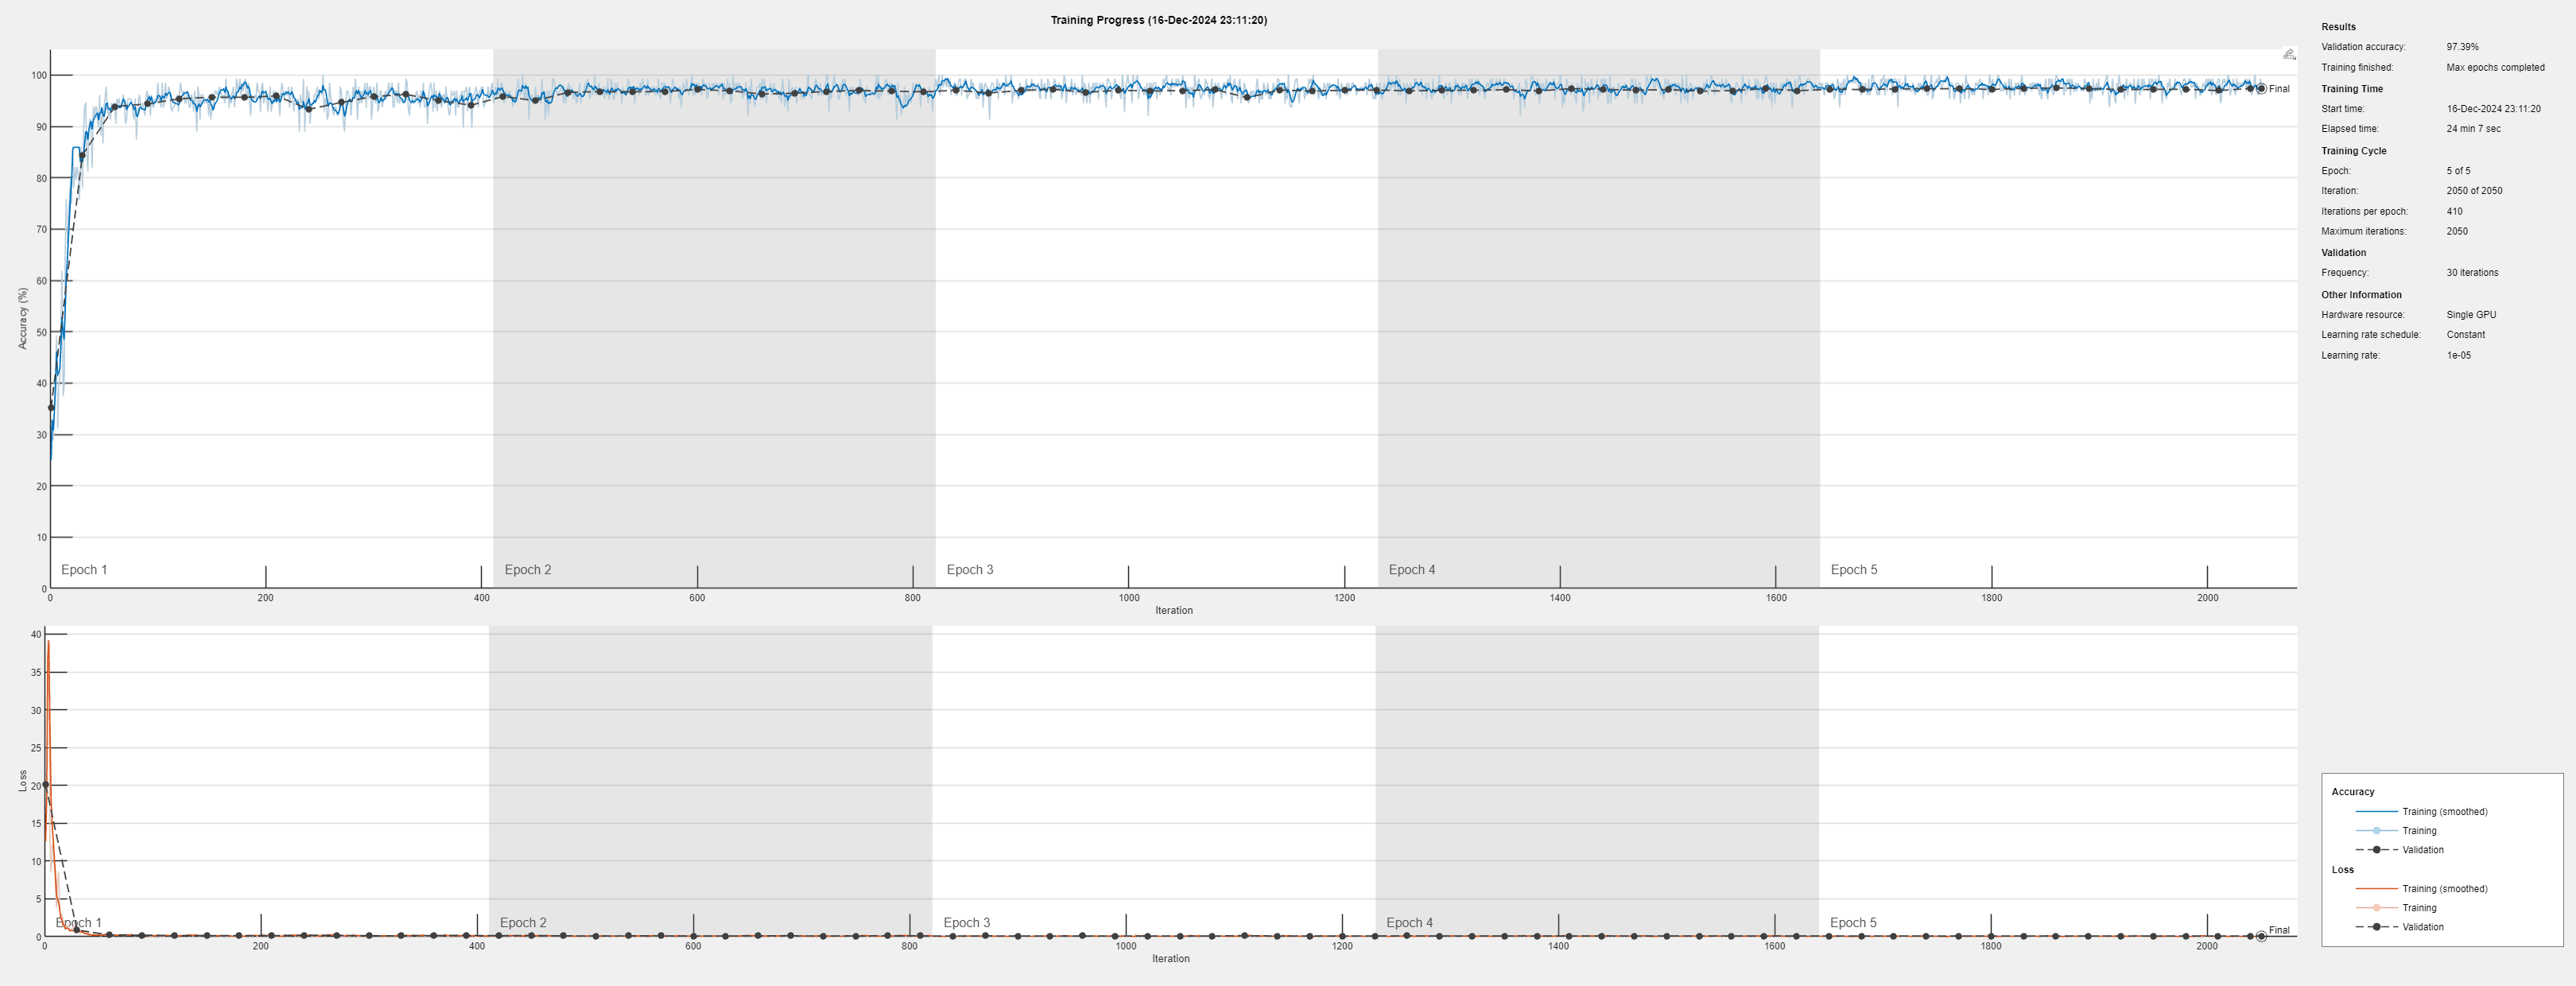 Training Progress (16-Dec-2024 23:11:20)
100
90
80
70
60
50
40
30
20
10
0
Accuracy (%)
Final
Epoch 1
Epoch 2
Epoch 3
Epoch 4
Epoch 5
0 200 400 600 800 1000 1200 1400 1600 1800 2000
Iteration
40
35
30
25
20
15
10
5
0
Loss
Final
Epoch 1
Epoch 2
Epoch 3
Epoch 4
Epoch 5
0 200 400 600 800 1000 1200 1400 1600 1800 2000
Iteration
Results
Validation accuracy: 97.39%
Training finished: Max epochs completed
Training Time
Start time: 16-Dec-2024 23:11:20
Elapsed time: 24 min 7 sec
Training Cycle
Epoch: 5 of 5
Iteration: 2050 of 2050
Iterations per epoch: 410
Maximum iterations: 2050
Validation
Frequency: 30 iterations
Other Information
Hardware resource: Single GPU
Learning rate schedule: Constant
Learning rate: 1e-05
Accuracy
Training (smoothed)
Training
Validation
Loss
Training (smoothed)
Training
Validation